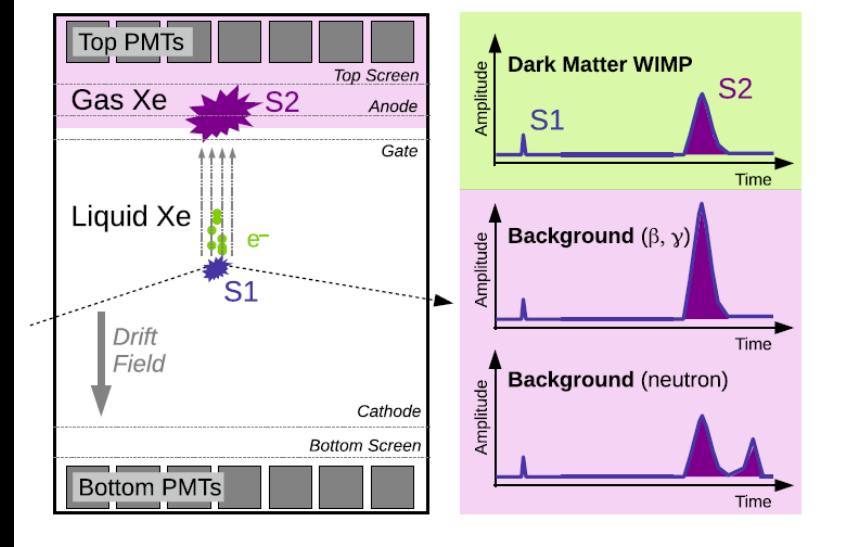 Top PMTs
Top Screen
Gas Xe
S2
Anode
Gate
Liquid Xe
e–
S1
Drift
Field
Cathode
Bottom Screen
Bottom PMTs
Amplitude
Dark Matter WIMP
S1
S2
Time
Amplitude
Background (β, γ)
Time
Amplitude
Background (neutron)
Time